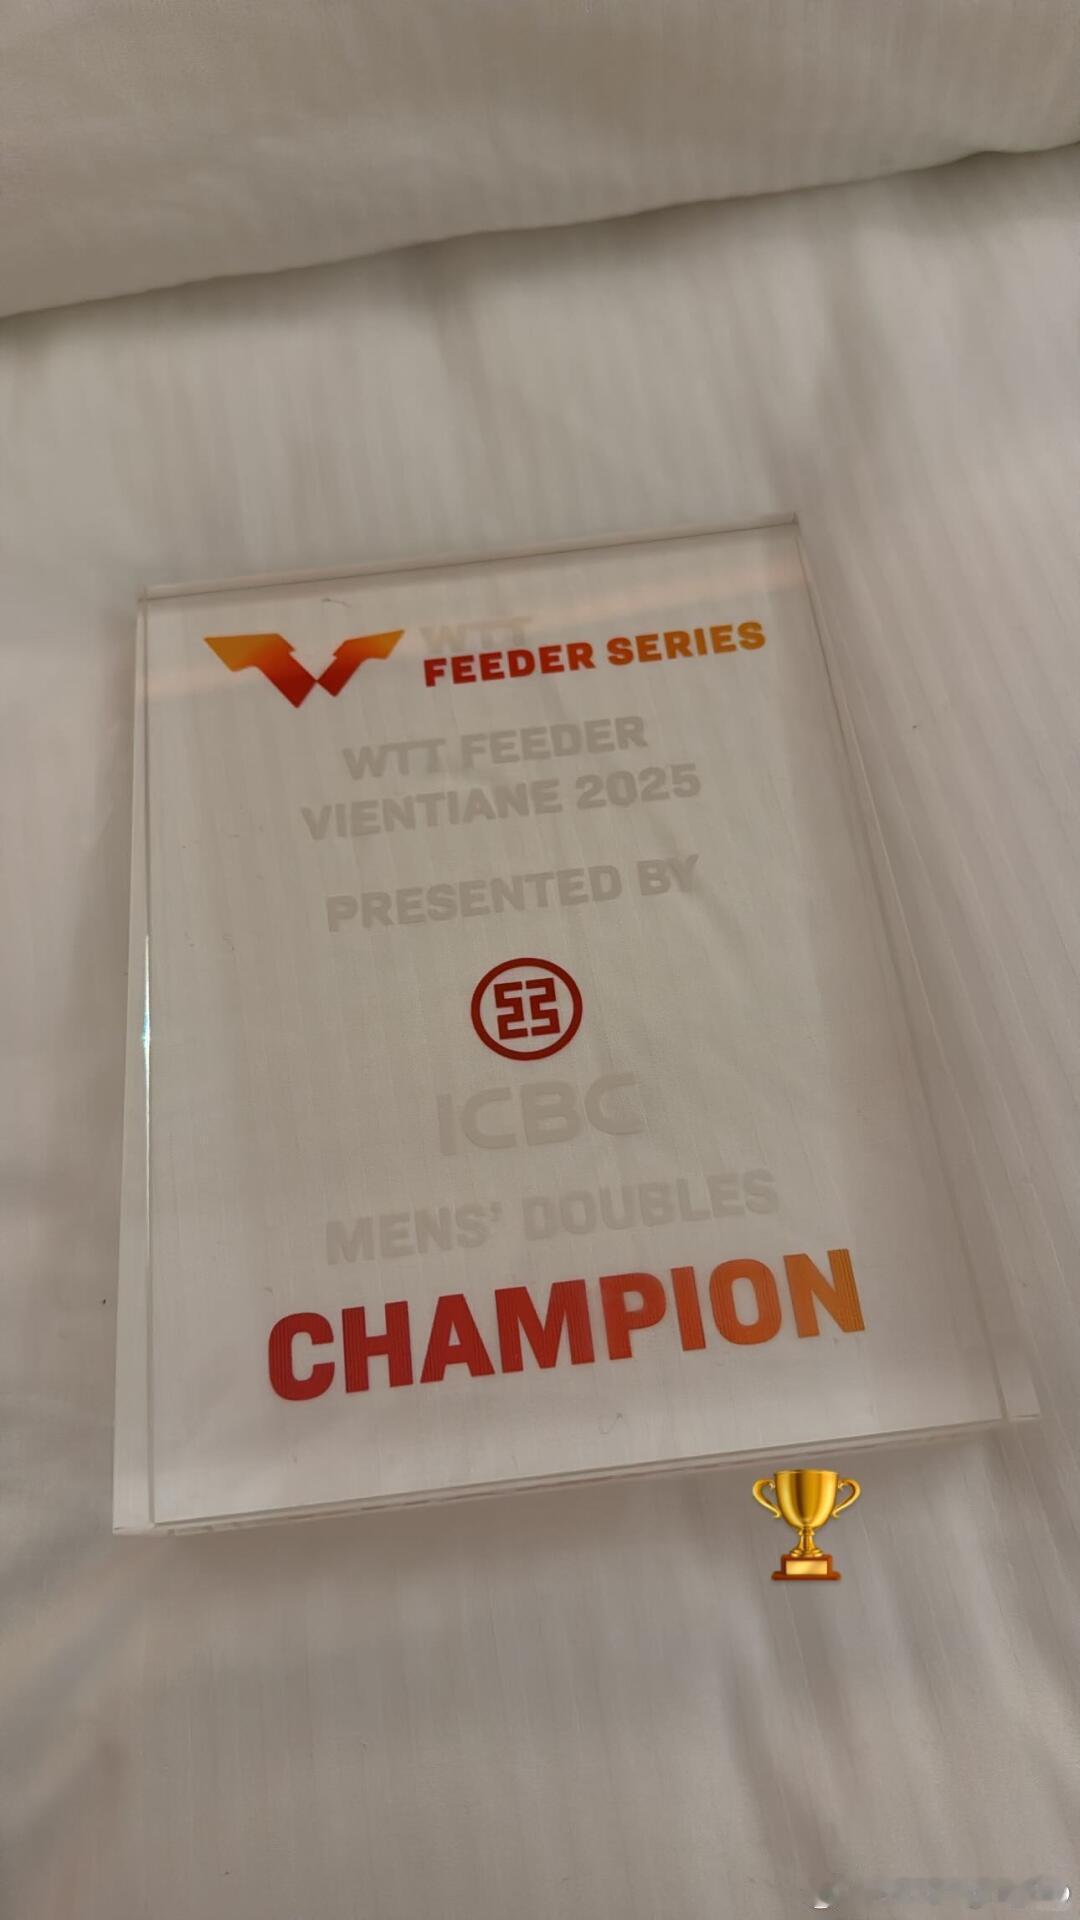 WTT
FEEDER SERIES
WTT FEEDER
VIENTIANE 2025
PRESENTED BY
ICBC
MENS' DOUBLES
CHAMPION